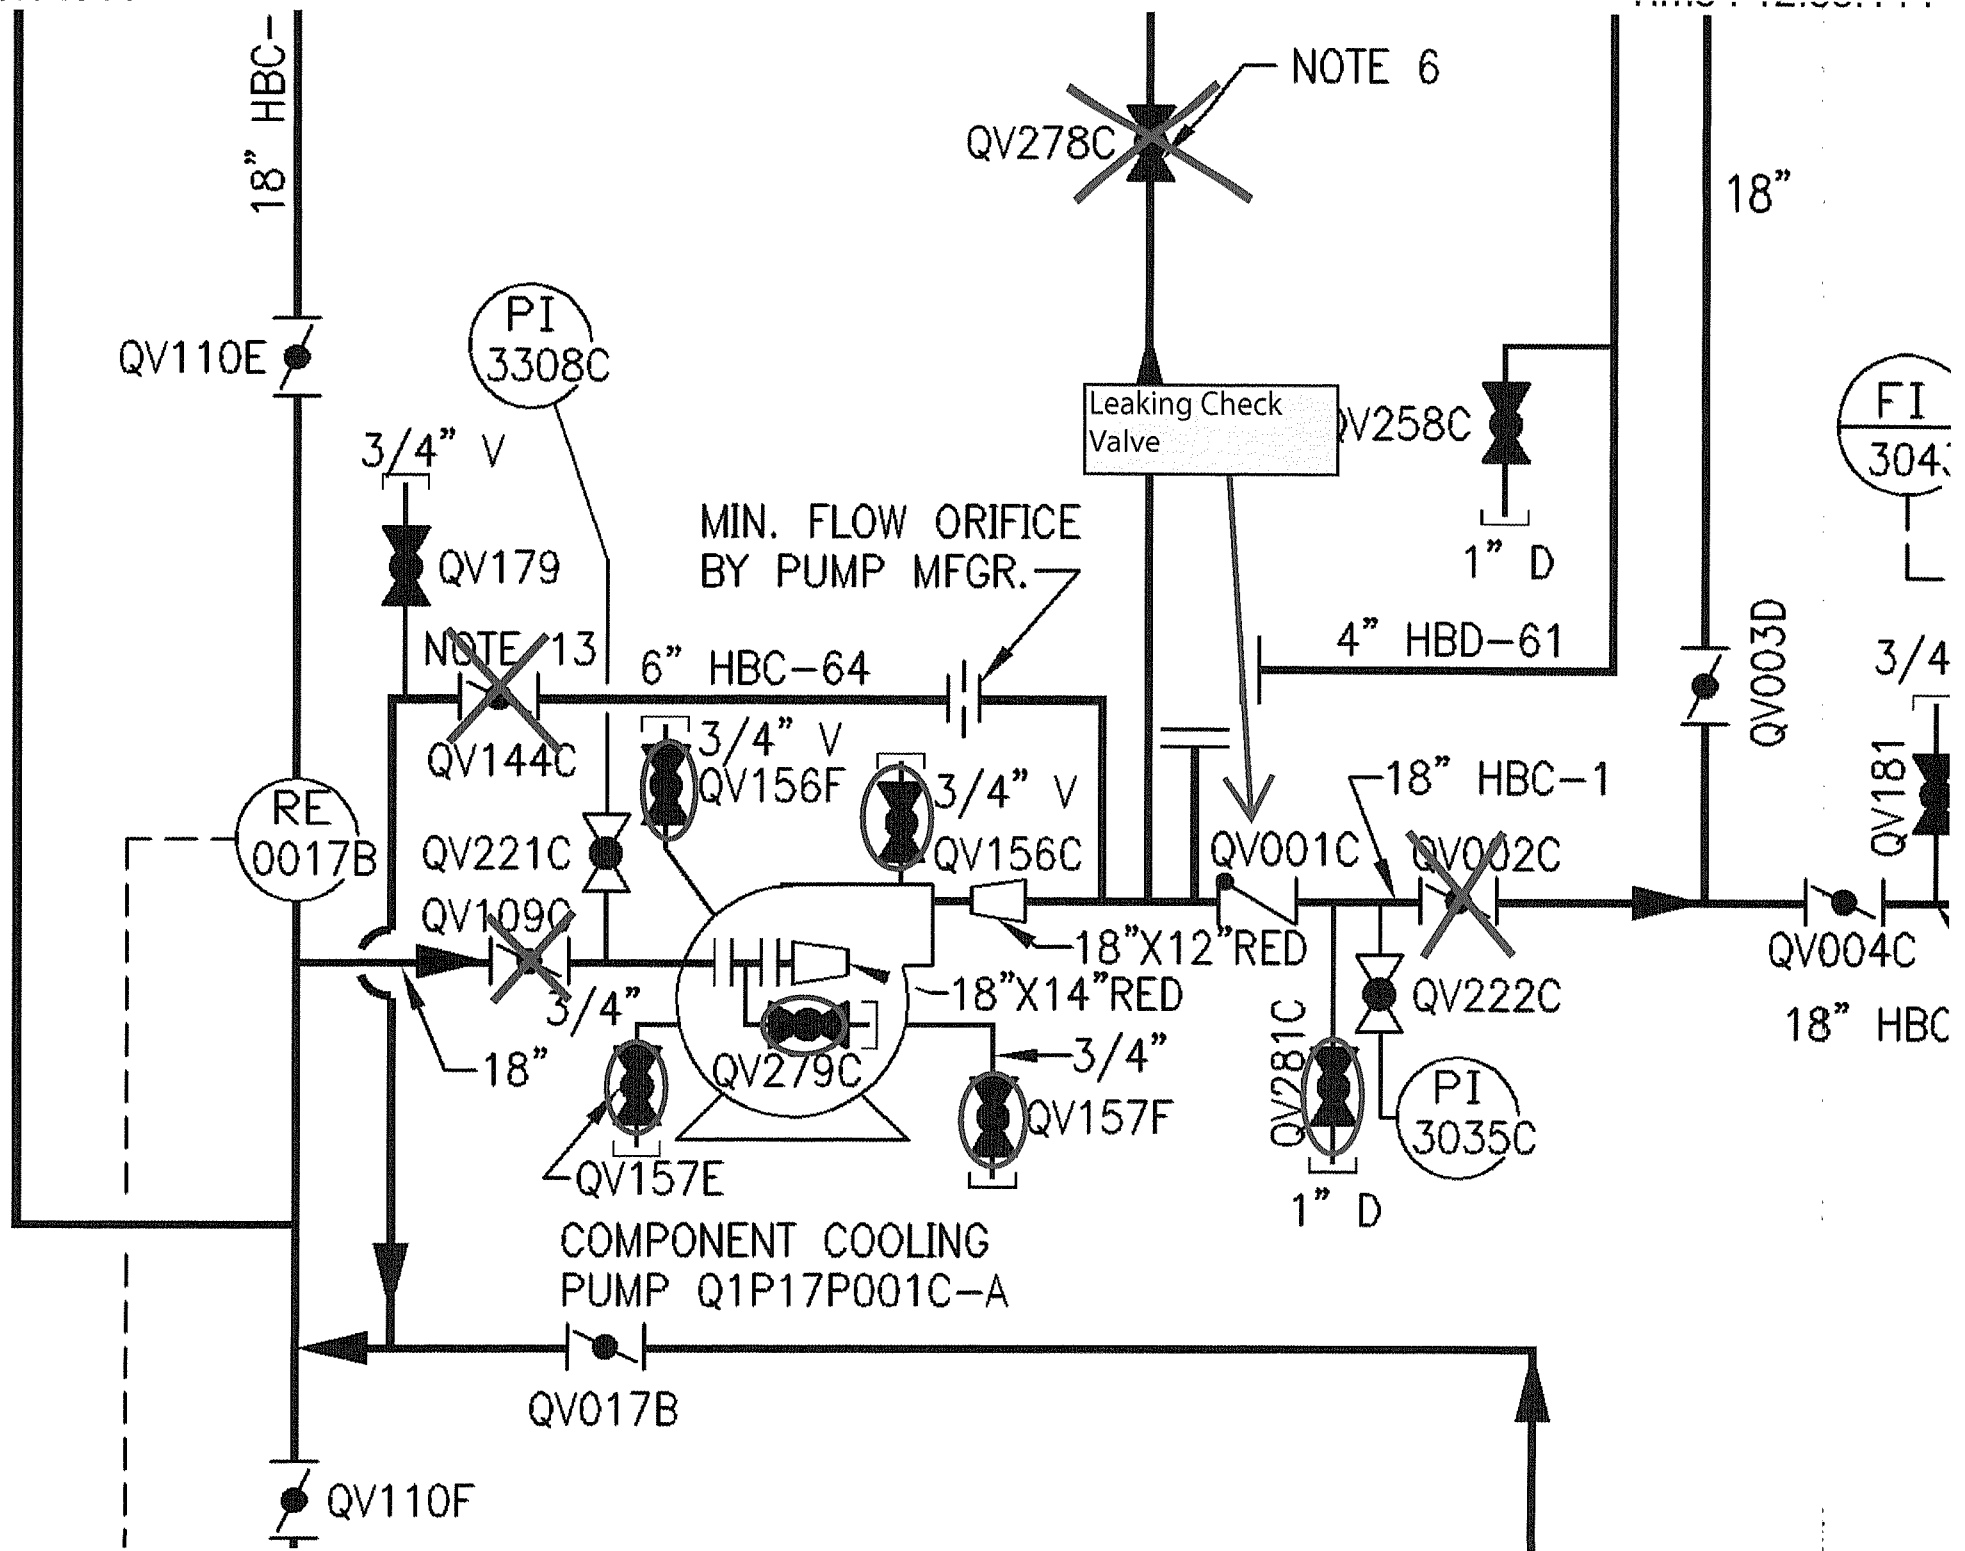 18” HBC-
NOTE 6
QV278C
18”
PI
3308C
QV110E
Leaking Check
Valve
QV258C
FI
3/4” V
QV179
MIN. FLOW ORIFICE
BY PUMP MFGR.
1” D
NOTE 13
6” HBC-64
4” HBD-61
QV003D
3/4
QV144C
3/4” V
QV156F
3/4” V
QV156C
18” HBC-1
QV181
RE
0017B
QV221C
QV001C
QV002C
QV109C
18”X12”RED
QV004C
18”X14”RED
3/4”
QV222C
18” HBC
18”
QV279C
3/4”
QV281C
PI
3035C
QV157F
QV157E
1” D
COMPONENT COOLING
PUMP Q1P17P001C-A
QV017B
QV110F